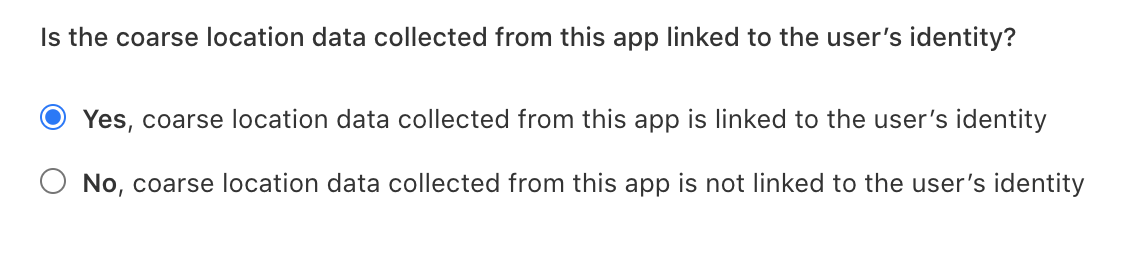 Is the coarse location data collected from this app linked to the user’s identity?
Yes, coarse location data collected from this app is linked to the user’s identity
No, coarse location data collected from this app is not linked to the user’s identity